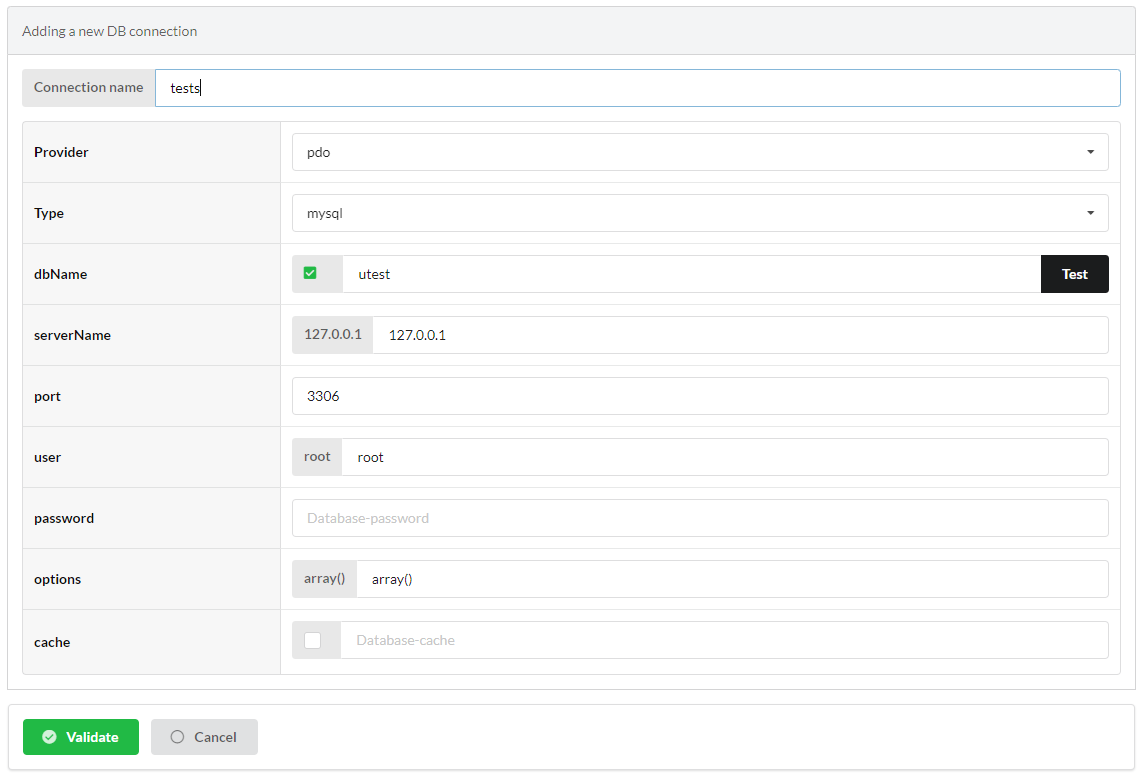 Adding a new DB connection
Connection name tests
Provider pdo
Type mysql
dbName utest Test
serverName 127.0.0.1 127.0.0.1
port 3306
user root root
password Database-password
options array() array()
cache Database-cache
Validate Cancel